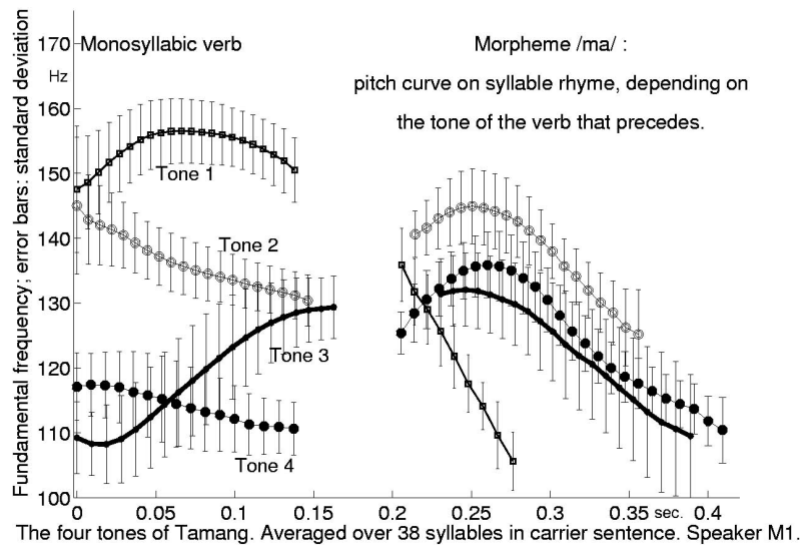 Monosyllabic verb
Morpheme /ma/ :
pitch curve on syllable rhyme, depending on
the tone of the verb that precedes.
Fundamental frequency; error bars: standard deviation
170
Hz
160
150
140
130
120
110
100
Tone 1
Tone 2
Tone 3
Tone 4
0
0.05
0.1
0.15
0.2
0.25
0.3
0.35
sec.
0.4
The four tones of Tamang. Averaged over 38 syllables in carrier sentence. Speaker M1.